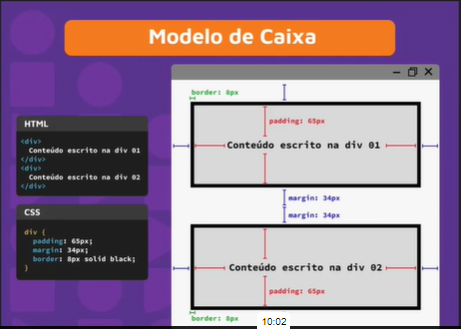 Modelo de Caixa
HTML
<div>
Conteúdo escrito na div 01
</div>
<div>
Conteúdo escrito na div 02
</div>
CSS
div {
padding: 65px;
margin: 34px;
border: 8px solid black;
}
border: 8px
padding: 65px
Conteúdo escrito na div 01
margin: 34px
margin: 34px
Conteúdo escrito na div 02
padding: 65px
border: 8px
10:02